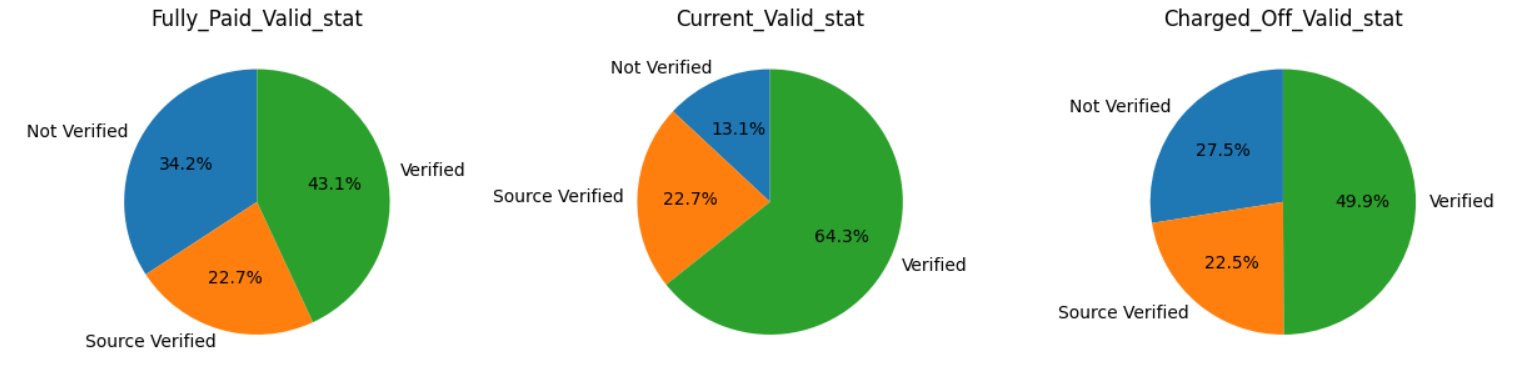 Fully_Paid_Valid_stat
Not Verified
34.2%
43.1%
Verified
22.7%
Source Verified
Current_Valid_stat
Not Verified
13.1%
Source Verified
22.7%
64.3%
Verified
Charged_Off_Valid_stat
Not Verified
27.5%
49.9%
Verified
22.5%
Source Verified